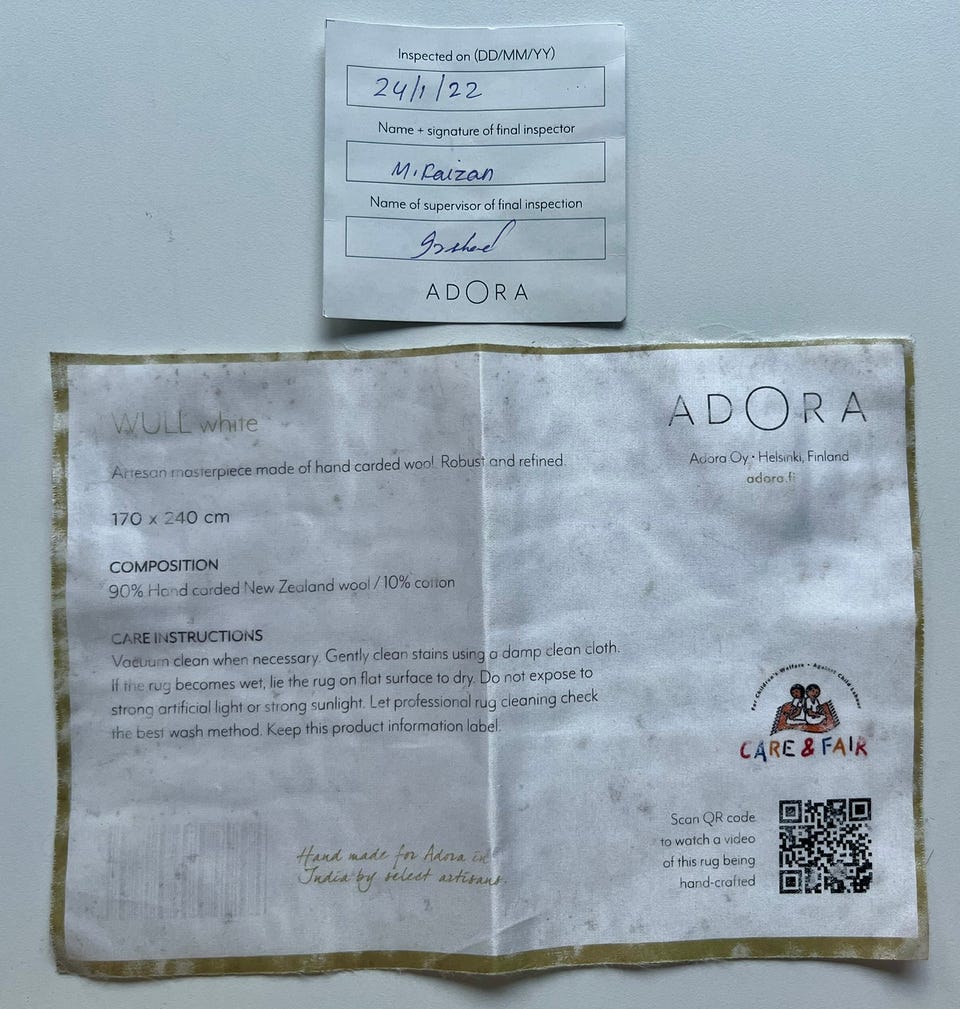 Inspected on (DD/MM/YY)
24/1/22
Name + signature of final inspector
M. Faizan
Name of supervisor of final inspection
ADORA
WULL white
Artesan masterpiece made of hand carded wool. Robust and refined.
170 x 240 cm
COMPOSITION
90% Hand carded New Zealand wool / 10% cotton
CARE INSTRUCTIONS
Vacuum clean when necessary. Gently clean stains using a damp clean cloth.
If the rug becomes wet, lie the rug on flat surface to dry. Do not expose to
strong artificial light or strong sunlight. Let professional rug cleaning check
the best wash method. Keep this product information label.
Hand made for Adora in
India by select artisans.
ADORA
Adora Oy • Helsinki, Finland
adora.fi
For Children's Welfare • Against Child Labour
CARE & FAIR
Scan QR code
to watch a video
of this rug being
hand-crafted